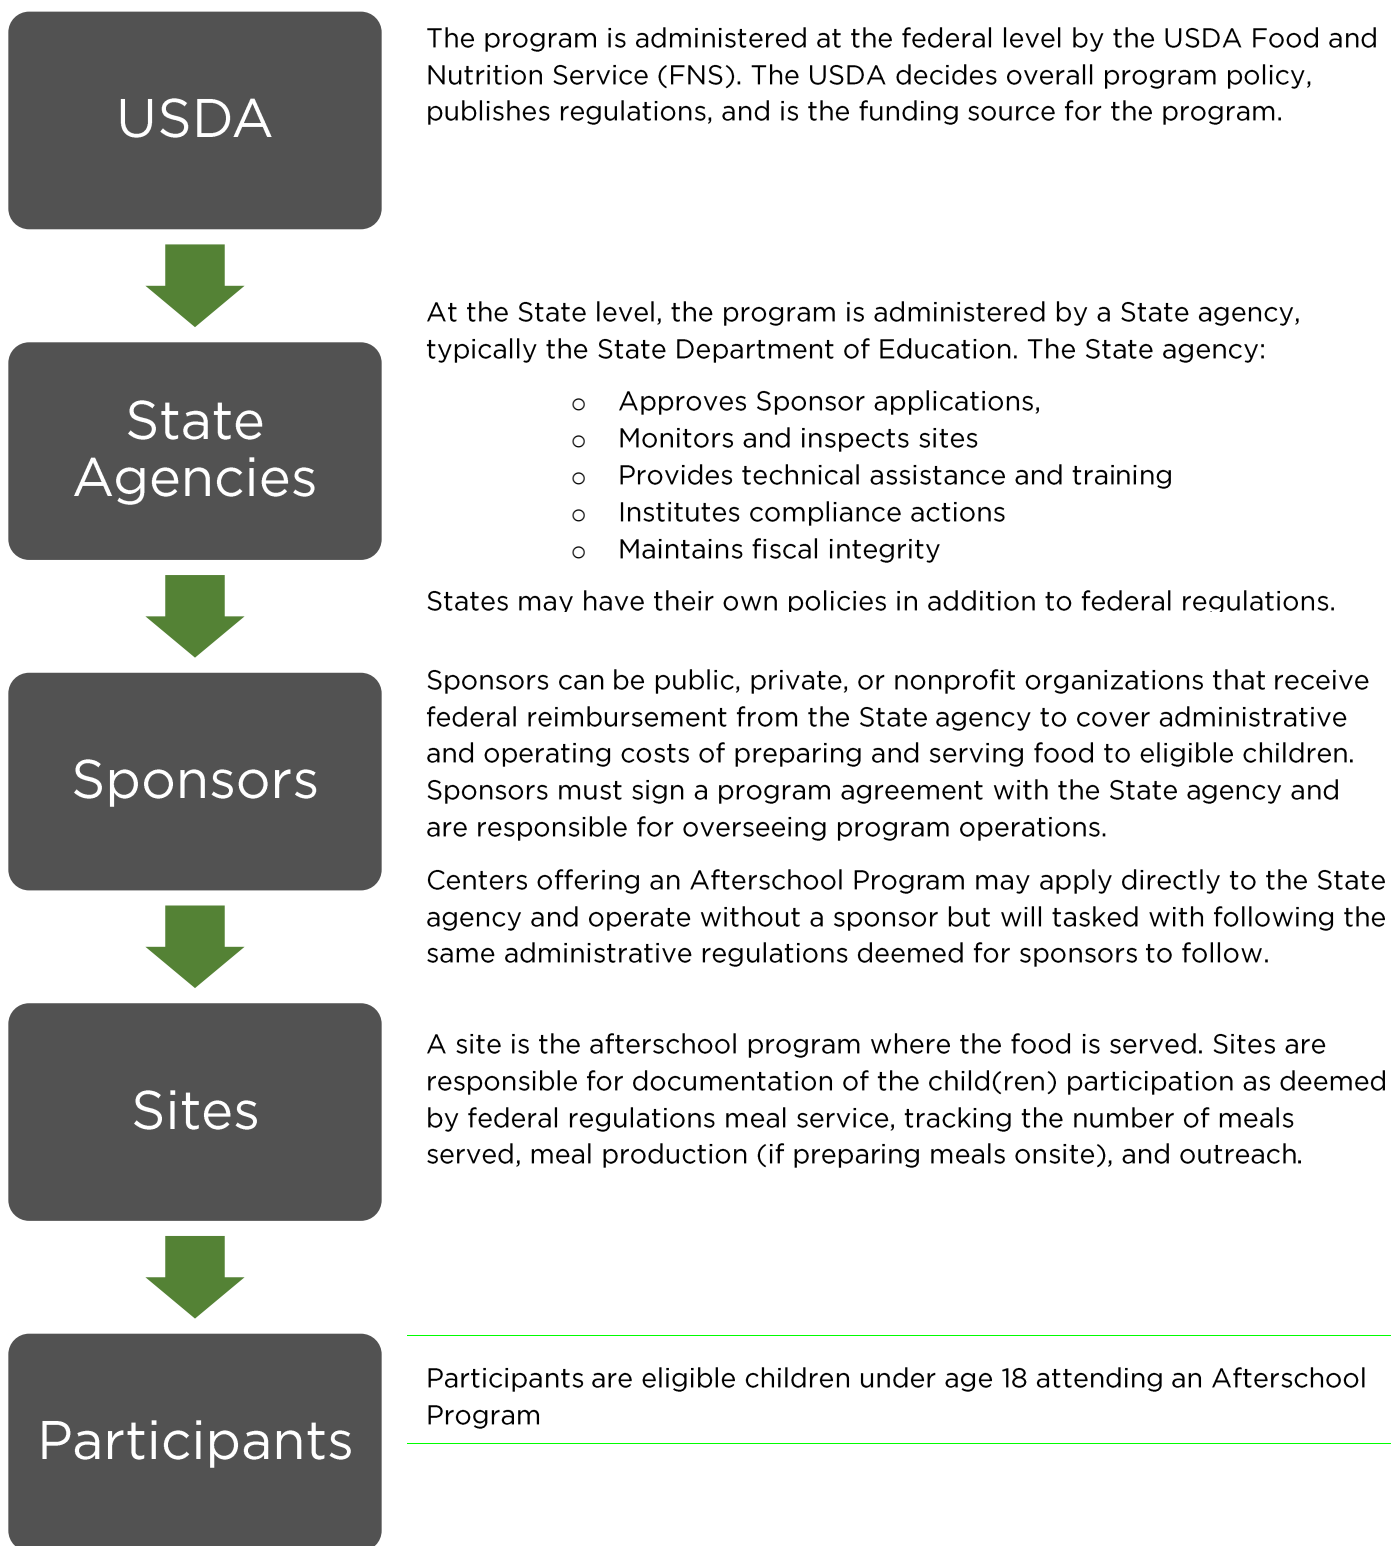 USDA
The program is administered at the federal level by the USDA Food and
Nutrition Service (FNS). The USDA decides overall program policy,
publishes regulations, and is the funding source for the program.
State
Agencies
At the State level, the program is administered by a State agency,
typically the State Department of Education. The State agency:
o Approves Sponsor applications,
o Monitors and inspects sites
o Provides technical assistance and training
o Institutes compliance actions
o Maintains fiscal integrity
States may have their own policies in addition to federal regulations.
Sponsors
Sponsors can be public, private, or nonprofit organizations that receive
federal reimbursement from the State agency to cover administrative
and operating costs of preparing and serving food to eligible children.
Sponsors must sign a program agreement with the State agency and
are responsible for overseeing program operations.
Centers offering an Afterschool Program may apply directly to the State
agency and operate without a sponsor but will tasked with following the
same administrative regulations deemed for sponsors to follow.
Sites
A site is the afterschool program where the food is served. Sites are
responsible for documentation of the child(ren) participation as deemed
by federal regulations meal service, tracking the number of meals
served, meal production (if preparing meals onsite), and outreach.
Participants
Participants are eligible children under age 18 attending an Afterschool
Program